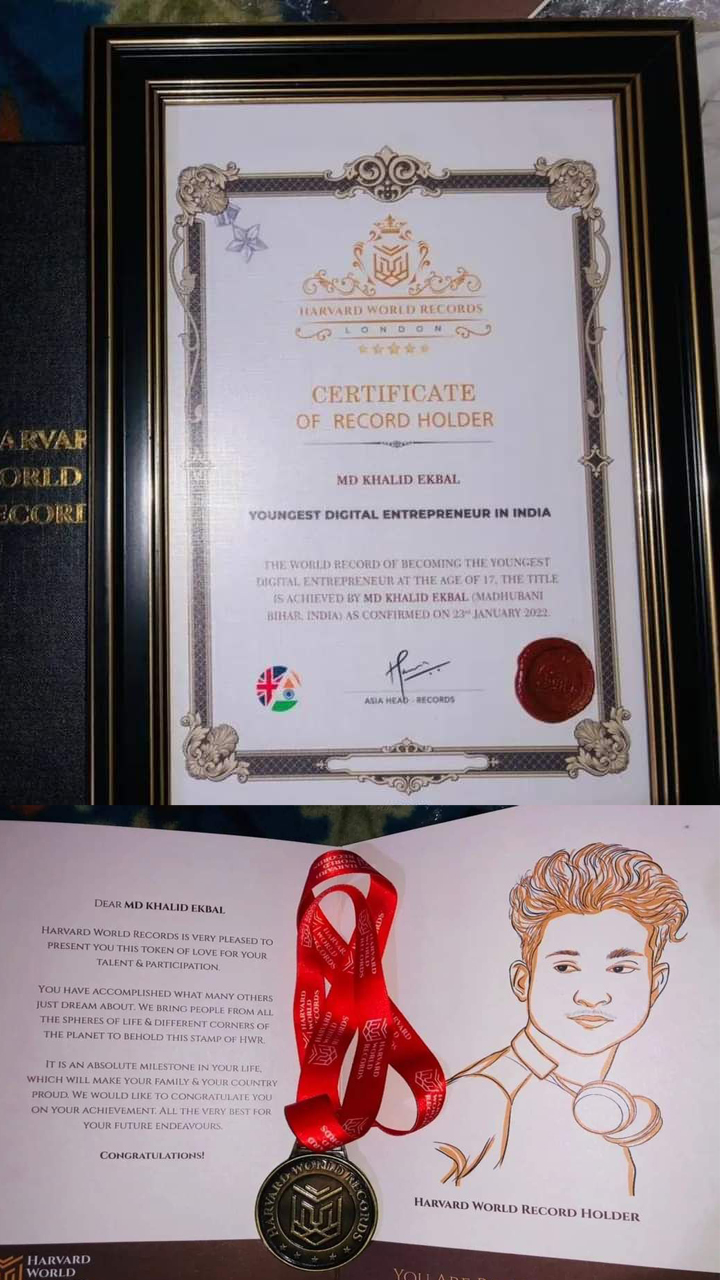 HARVARD WORLD RECORDS
LONDON
CERTIFICATE
OF RECORD HOLDER
MD KHALID EKBAL
YOUNGEST DIGITAL ENTREPRENEUR IN INDIA
THE WORLD RECORD OF BECOMING THE YOUNGEST
DIGITAL ENTREPRENEUR AT THE AGE OF 17, THE TITLE
IS ACHIEVED BY MD KHALID EKBAL (MADHUBANI
BIHAR, INDIA) AS CONFIRMED ON 23RD JANUARY 2022.
ASIA HEAD - RECORDS
ARVAR
ORLD
ECORD
DEAR MD KHALID EKBAL
HARVARD WORLD RECORDS IS VERY PLEASED TO
PRESENT YOU THIS TOKEN OF LOVE FOR YOUR
TALENT & PARTICIPATION.
YOU HAVE ACCOMPLISHED WHAT MANY OTHERS
JUST DREAM ABOUT. WE BRING PEOPLE FROM ALL
THE SPHERES OF LIFE & DIFFERENT CORNERS OF
THE PLANET TO BEHOLD THIS STAMP OF HWR.
IT IS AN ABSOLUTE MILESTONE IN YOUR LIFE,
WHICH WILL MAKE YOUR FAMILY & YOUR COUNTRY
PROUD. WE WOULD LIKE TO CONGRATULATE YOU
ON YOUR ACHIEVEMENT. ALL THE VERY BEST FOR
YOUR FUTURE ENDEAVOURS.
CONGRATULATIONS!
HARVARD WORLD RECORDS
HARVARD WORLD RECORDS
HARVARD WORLD RECORD HOLDER
HARVARD
WORLD
YOU ARE